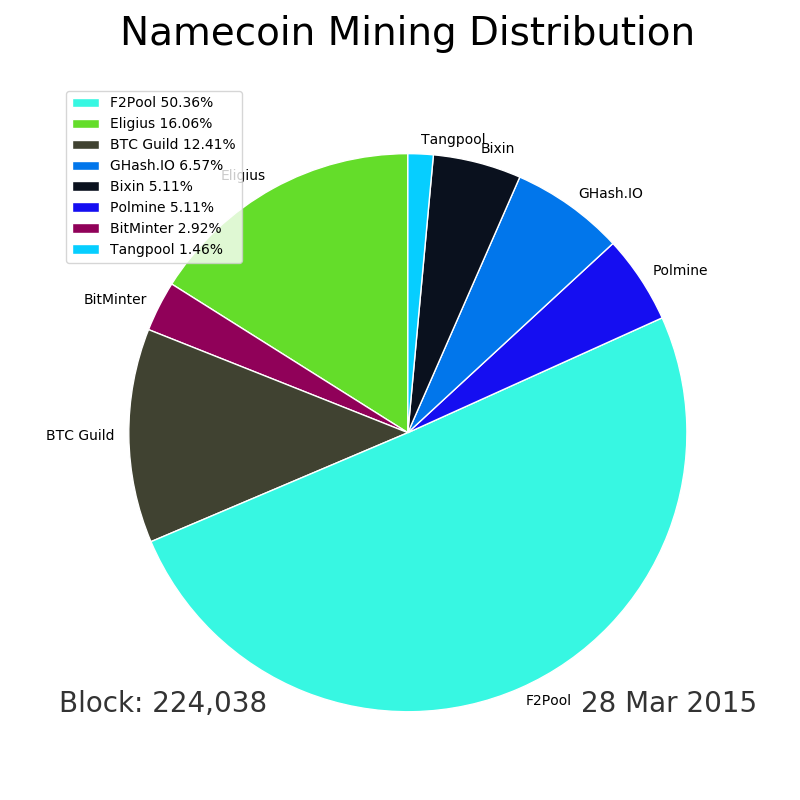 Namecoin Mining Distribution
F2Pool 50.36%
Eligius 16.06%
BTC Guild 12.41%
GHash.IO 6.57%
Bixin 5.11%
Polmine 5.11%
BitMinter 2.92%
Tangpool 1.46%
Tangpool
Bixin
Eligius
GHash.IO
Polmine
BitMinter
BTC Guild
F2Pool
Block: 224,038
28 Mar 2015